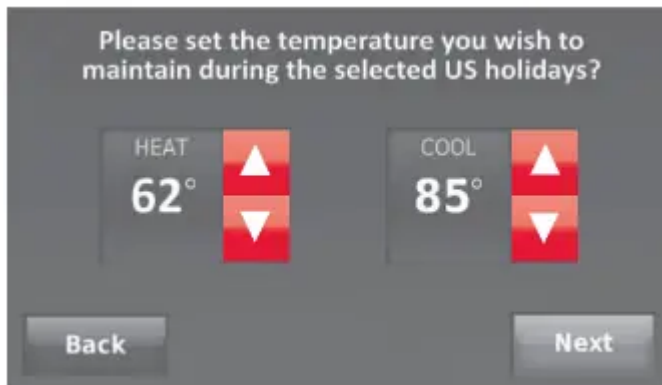 Please set the temperature you wish to
maintain during the selected US holidays?
HEAT
62°
COOL
85°
Back
Next